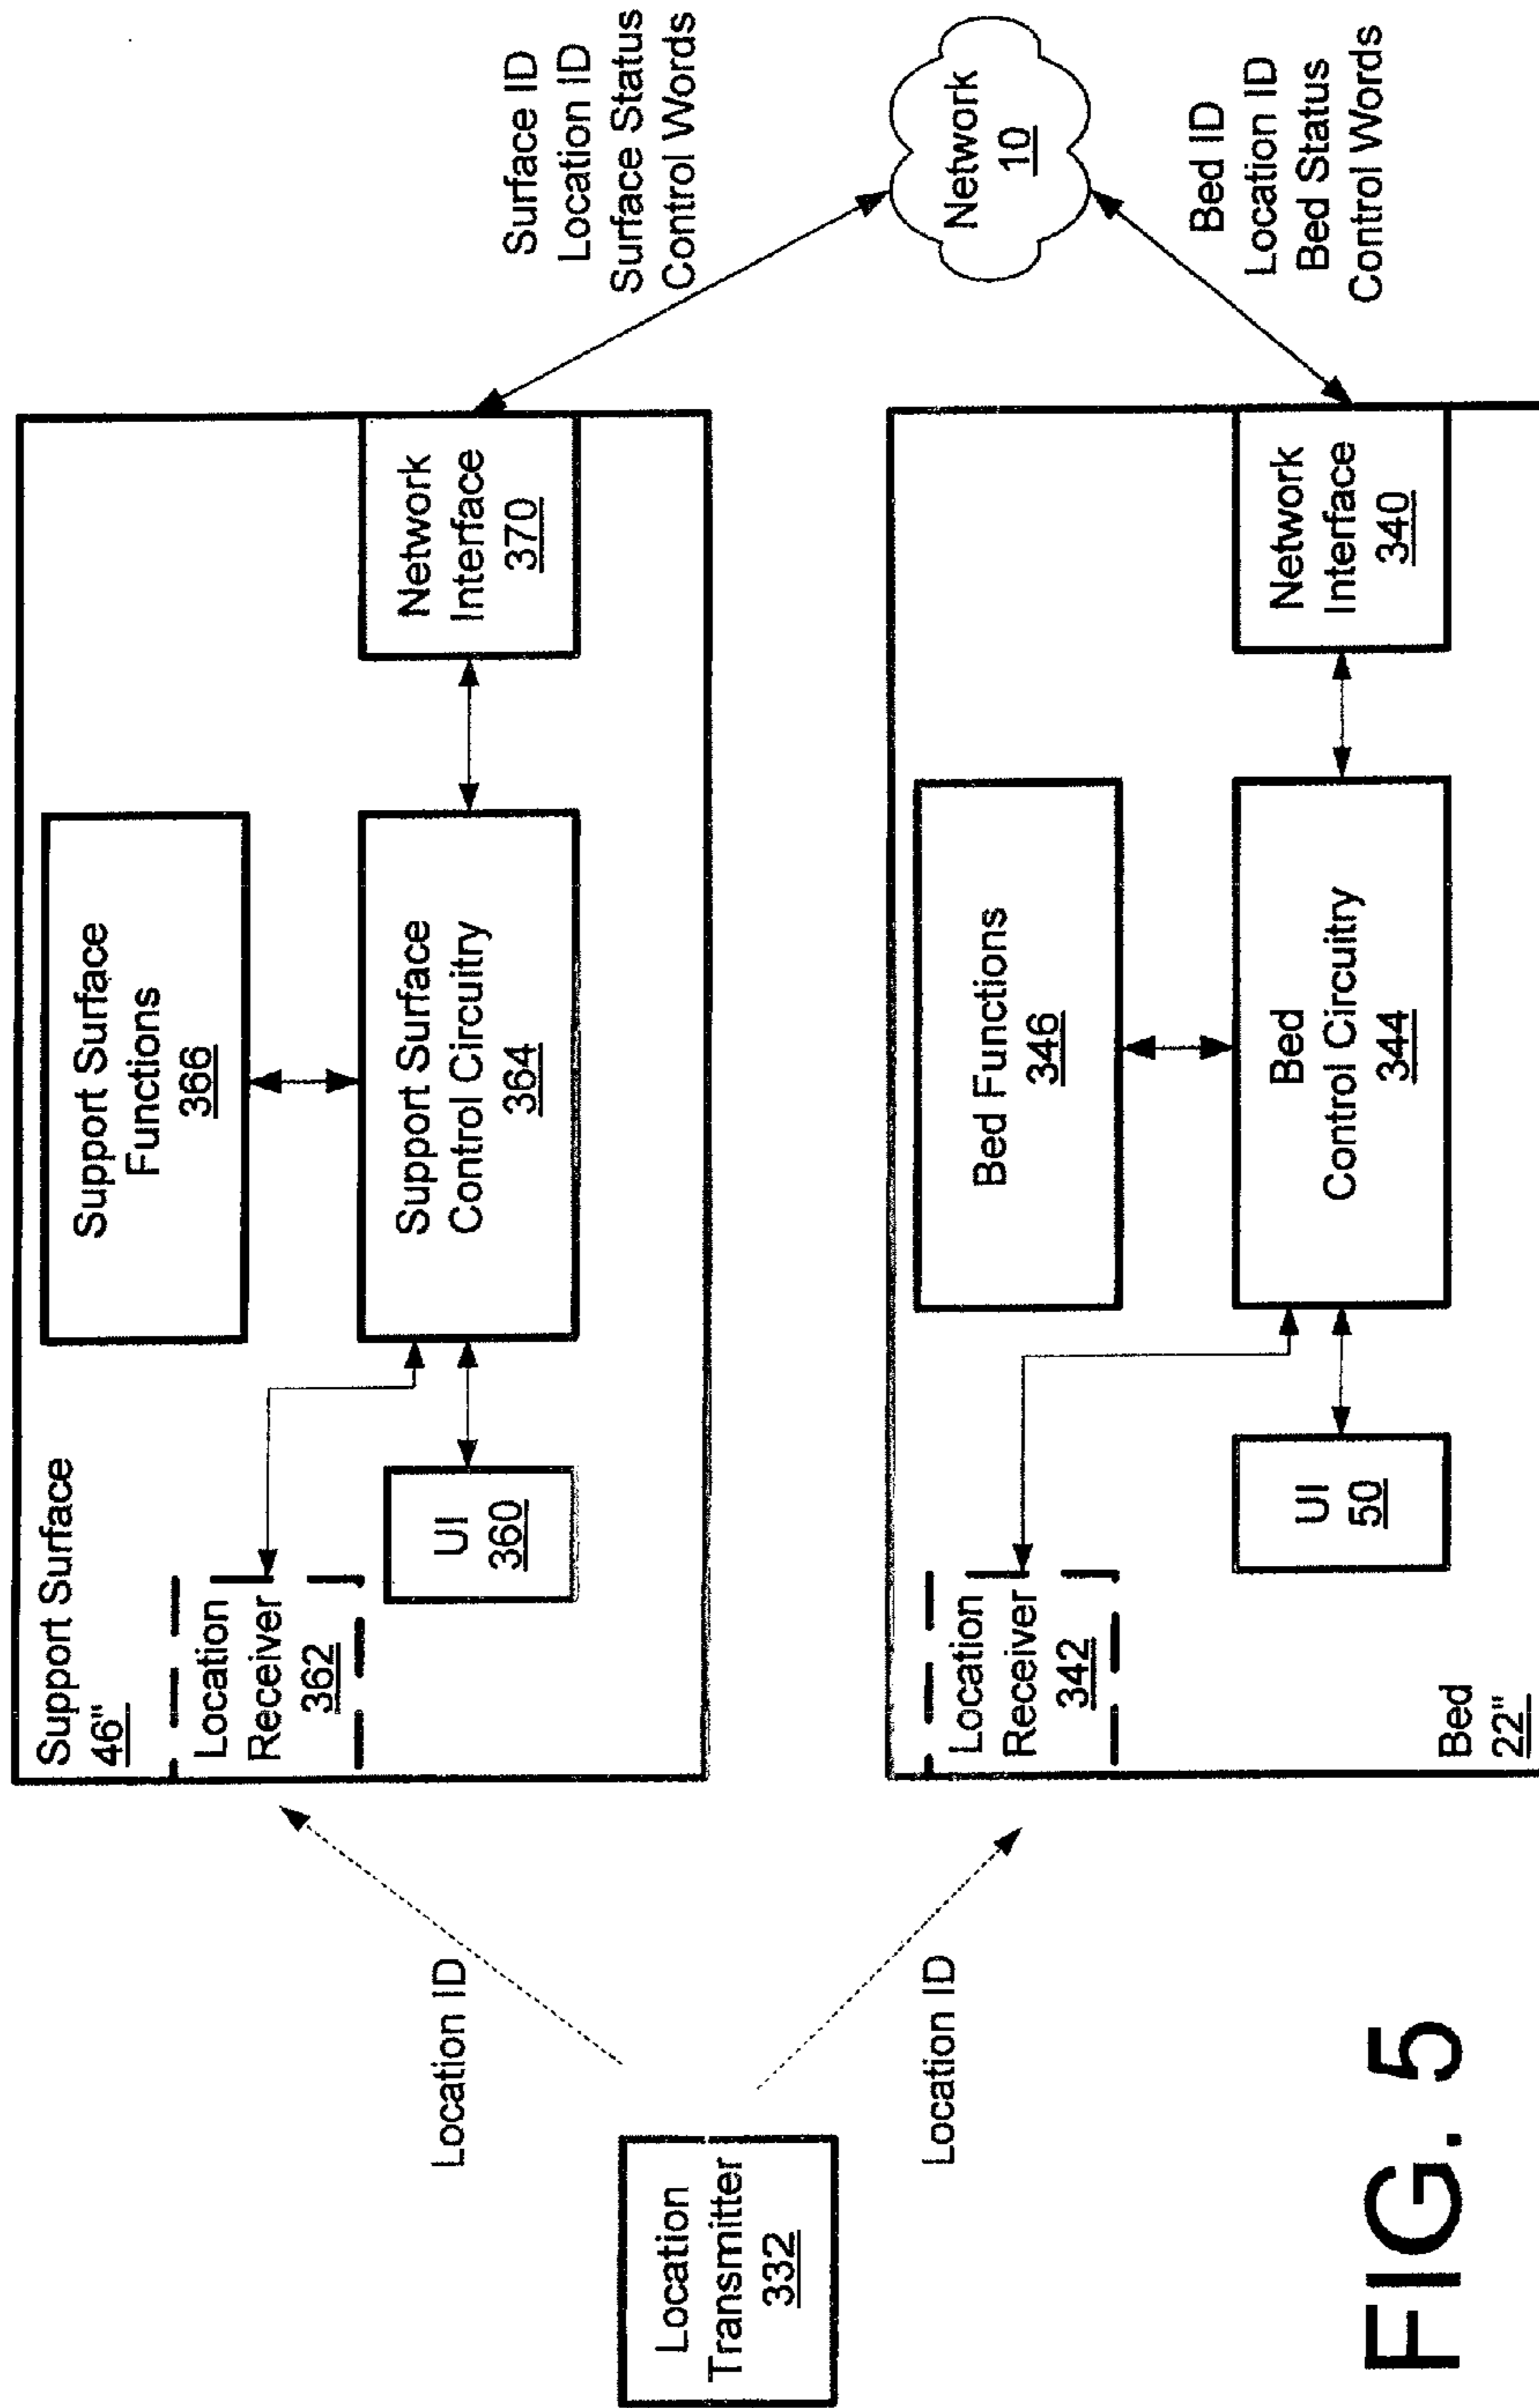 Support Surface
46"
Location
Receiver
362
UI
360
Support Surface
Functions
366
Support Surface
Control Circuitry
364
Network
Interface
370
Surface ID
Location ID
Surface Status
Control Words
Location ID
Location
Transmitter
332
Location ID
Network
10
Location
Receiver
342
UI
50
Bed Functions
346
Bed
Control Circuitry
344
Network
Interface
340
Bed
22"
Bed ID
Location ID
Bed Status
Control Words
FIG. 5